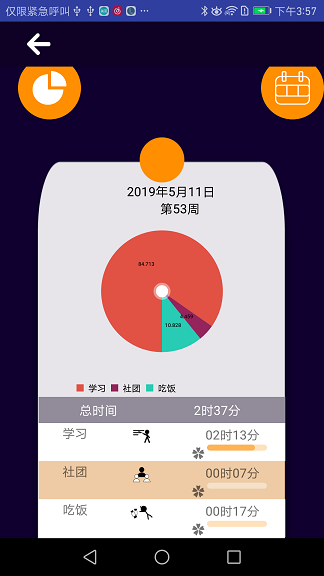 仅限紧急呼叫 ... 下午3:57
2019年5月11日
第53周
84.713
4.459
10.828
学习 社团 吃饭
总时间 2时37分
学习 02时13分
社团 00时07分
吃饭 00时17分